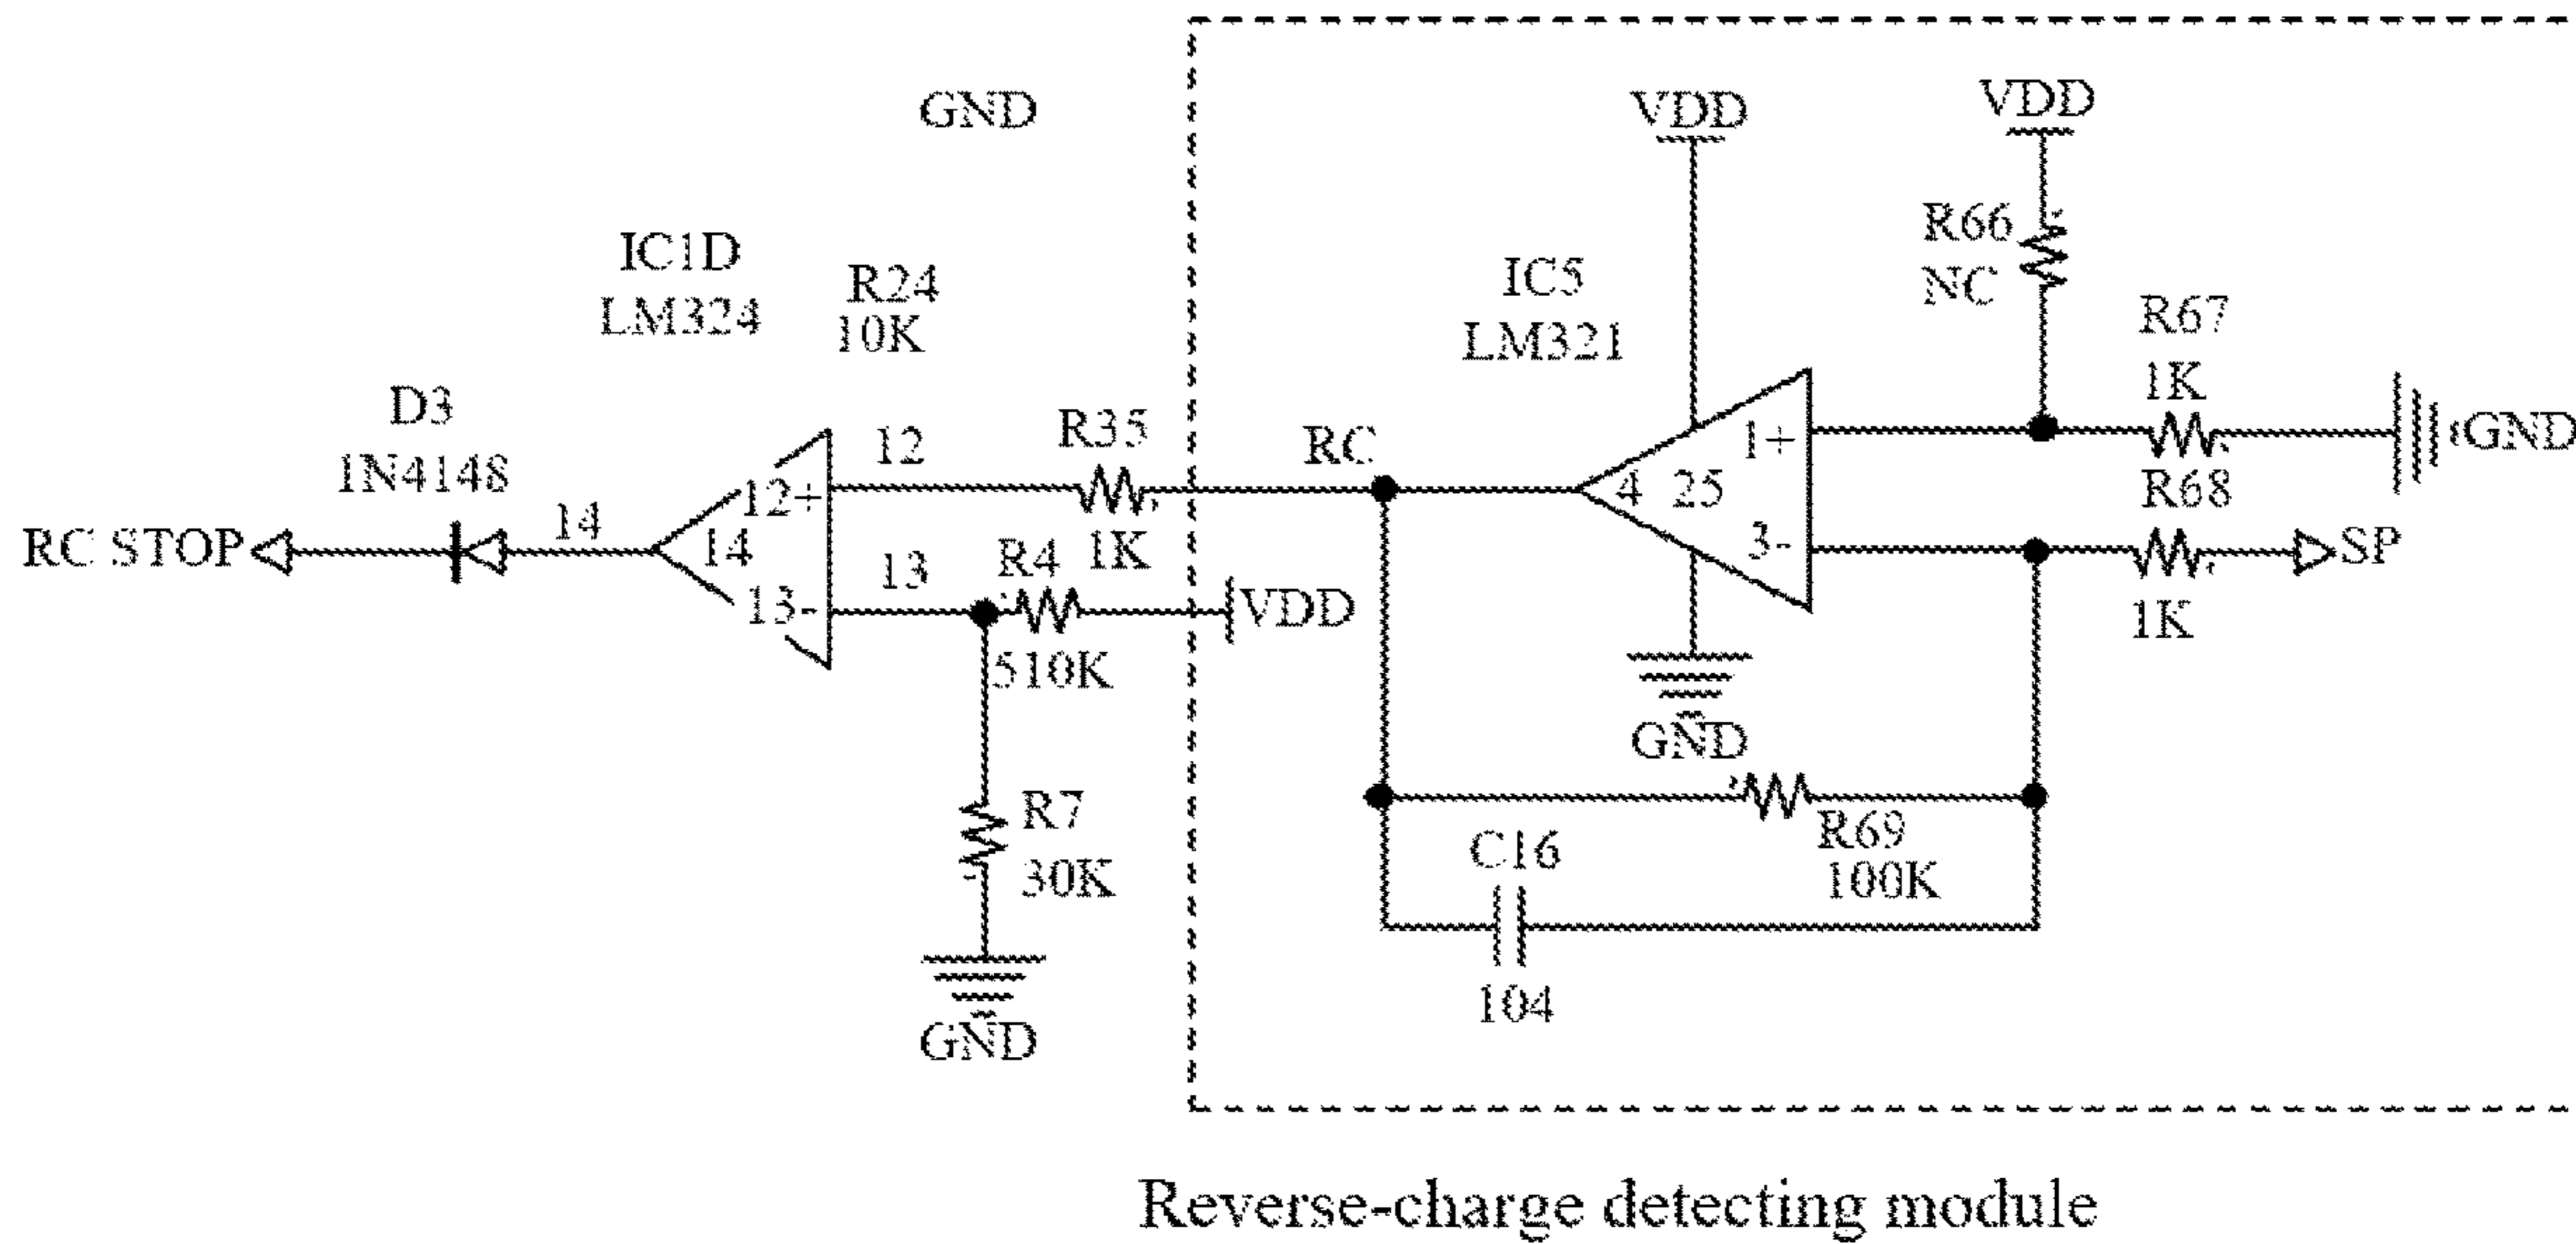 GND
VDD
VDD
IC1D
LM324
R24
10K
IC5
LM321
R66
NC
R67
1K
D3
1N4148
12
R35
1K
RC
1+
GND
12+
4 25
R68
1K
RC STOP
14
14
13-
13
R4
510K
VDD
3-
SP
GND
R7
30K
R69
100K
C16
104
GND
Reverse-charge detecting module